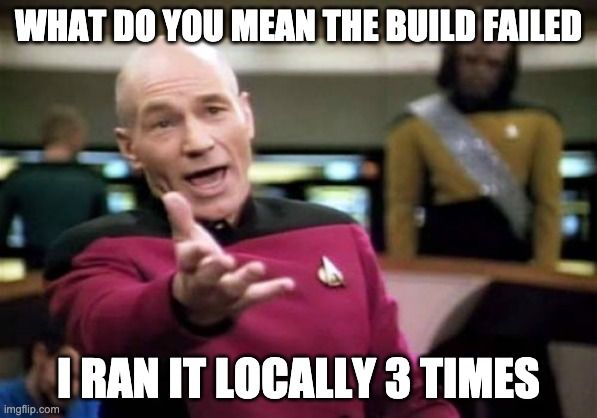 WHAT DO YOU MEAN THE BUILD FAILED
I RAN IT LOCALLY 3 TIMES
imgflip.com